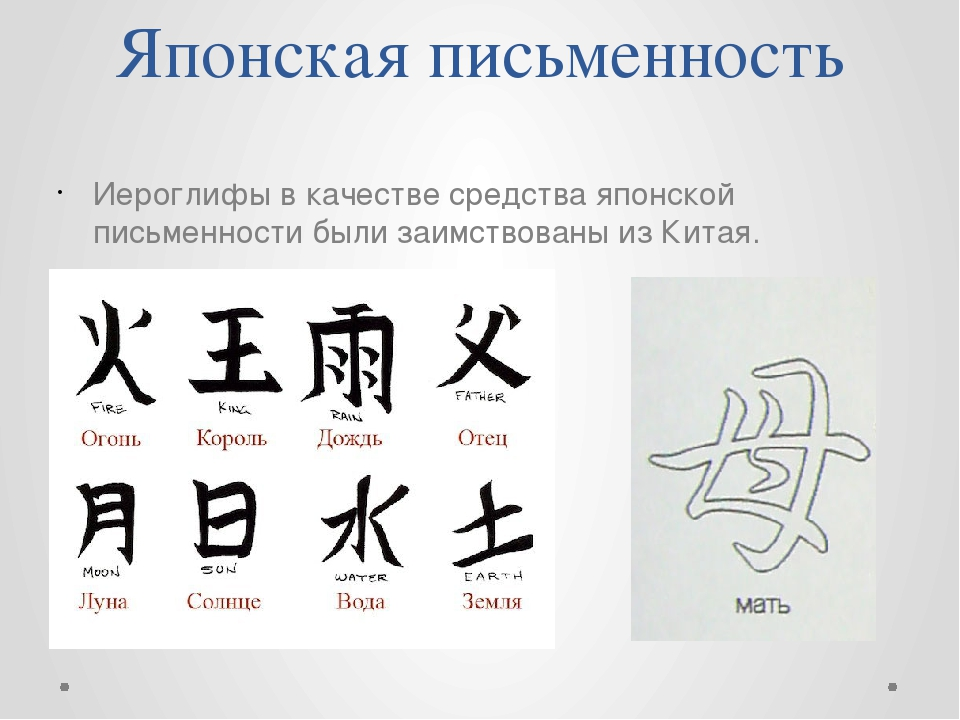 Японская письменность
Иероглифы в качестве средства японской
письменности были заимствованы из Китая.
火 王 雨 父
FIRE KING RAIN FATHER
Огонь Король Дождь Отец
月 日 水 土
MOON SUN WATER EARTH
Луна Солнце Вода Земля
母
мать